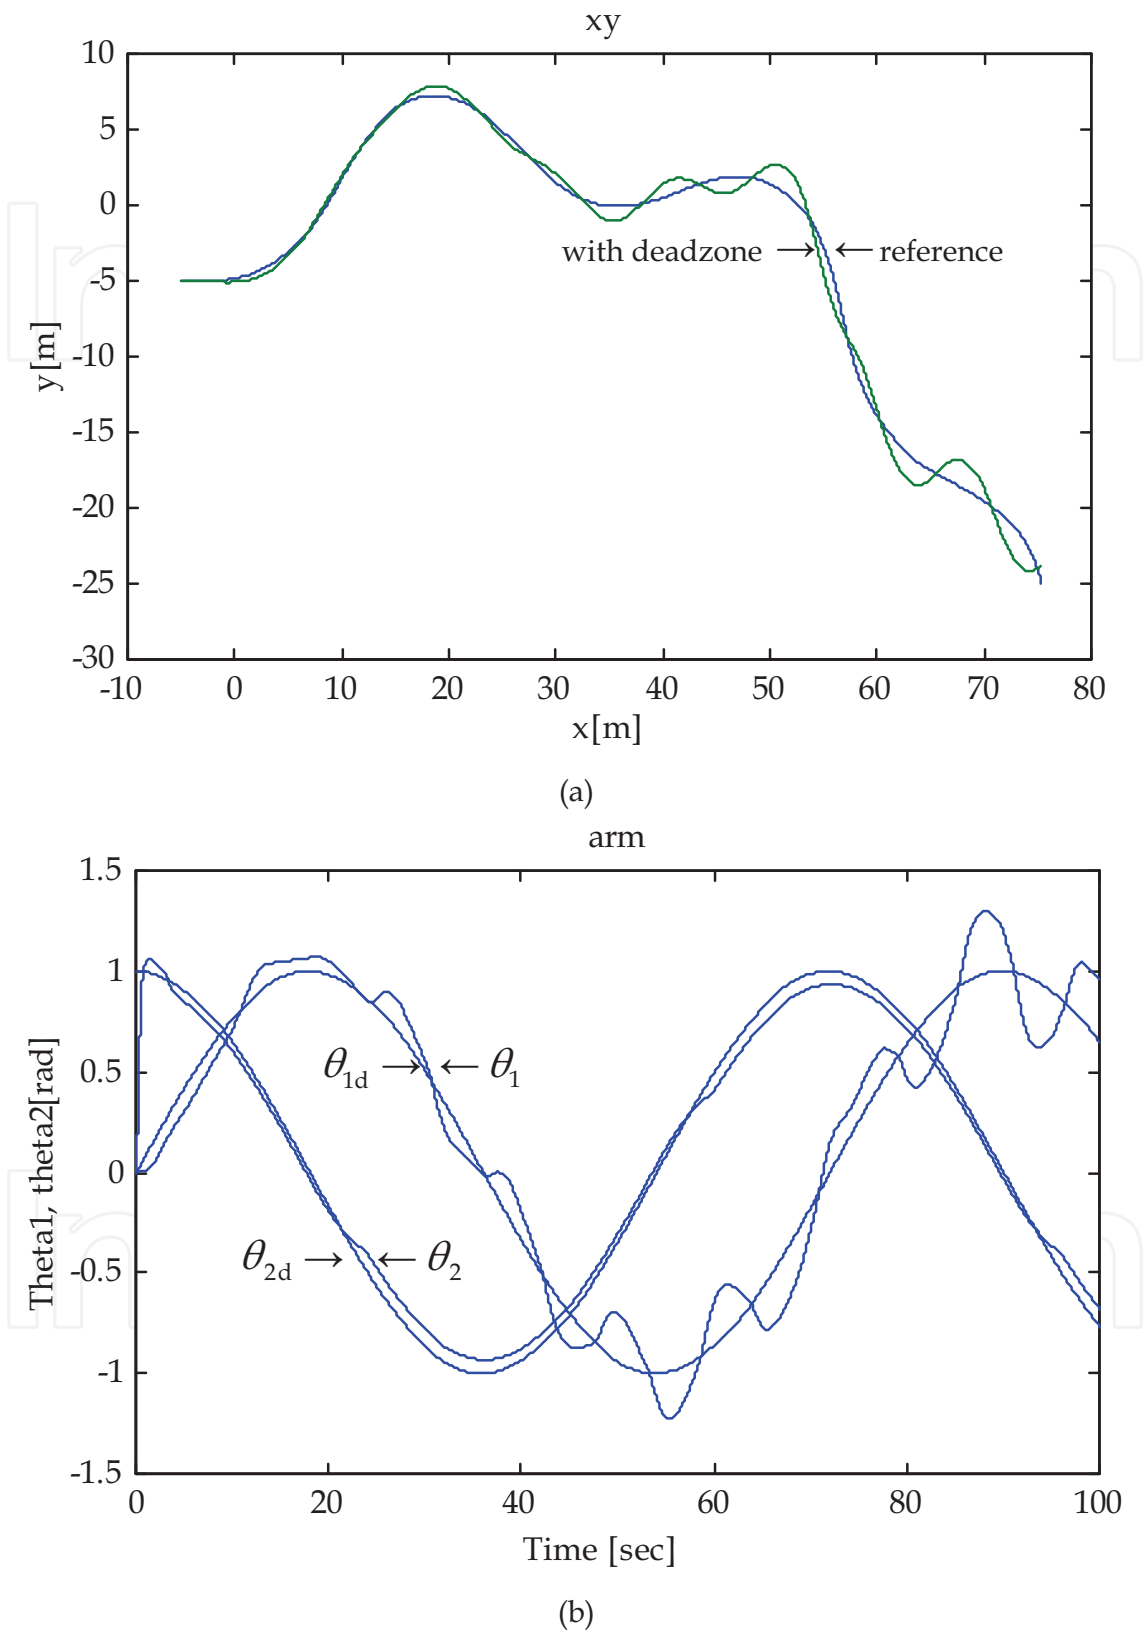 xy
10
5
0
-5
-10
-15
-20
-25
-30
y[m]
with deadzone → ← reference
-10 0 10 20 30 40 50 60 70 80
x[m]
(a)
arm
1.5
1
0.5
0
-0.5
-1
-1.5
Theta1, theta2[rad]
θ1d → ← θ1
θ2d → ← θ2
0 20 40 60 80 100
Time [sec]
(b)